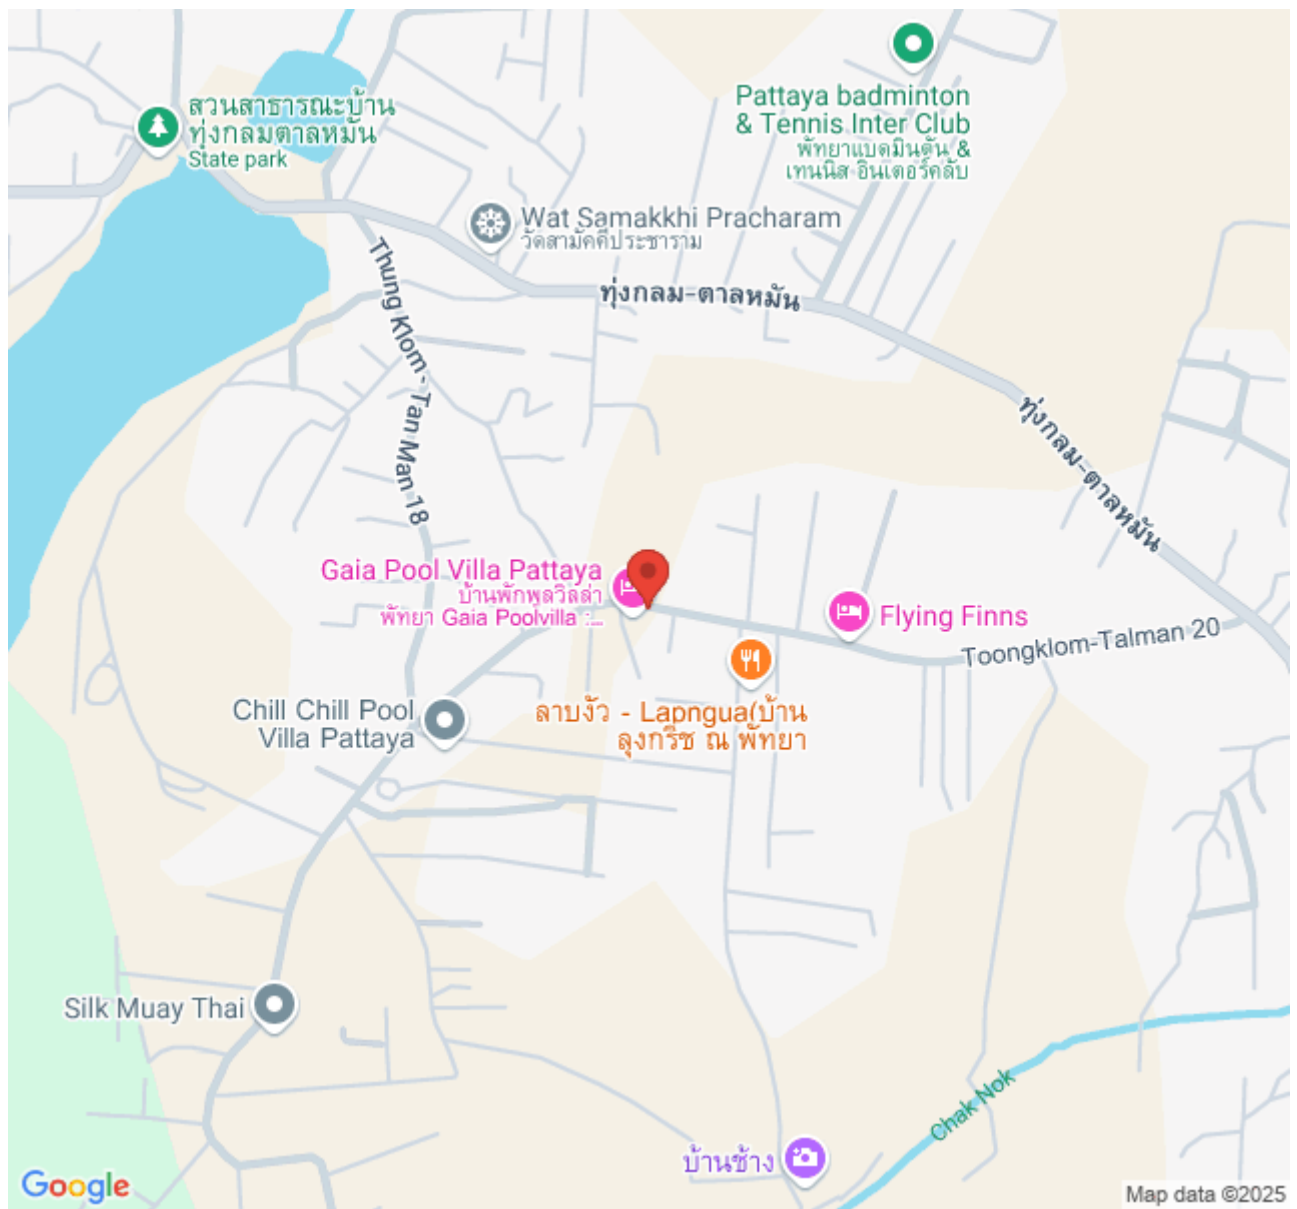 Pattaya badminton
& Tennis Inter Club
พัทยาแบดมินตัน &
เทนนิส อินเตอร์คลับ
สวนสาธารณะบ้าน
ทุ่งกลมตาลหมัน
State park
Wat Samakkhi Pracharam
วัดสามัคคีประชาราม
ทุ่งกลม-ตาลหมัน
Thung Klom - Tan Man 18
ทุ่งกลม-ตาลหมัน
Gaia Pool Villa Pattaya
บ้านพักพูลวิลล่า
พัทยา Gaia Poolvilla :...
Flying Finns
Toongklom-Talman 20
ลาบงัว - Lapngua(บ้าน
ลุงกริช ณ พัทยา
Chill Chill Pool
Villa Pattaya
Silk Muay Thai
Chak Nok
บ้านช้าง
Google
Map data ©2025